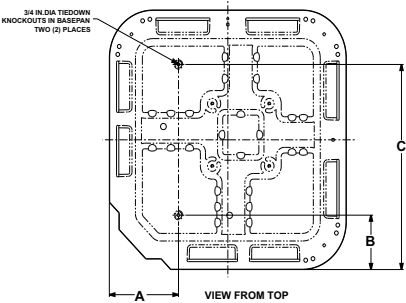 3/4 IN.DIA TIEDOWN
KNOCKOUTS IN BASEPAN
TWO (2) PLACES
C
B
A
VIEW FROM TOP